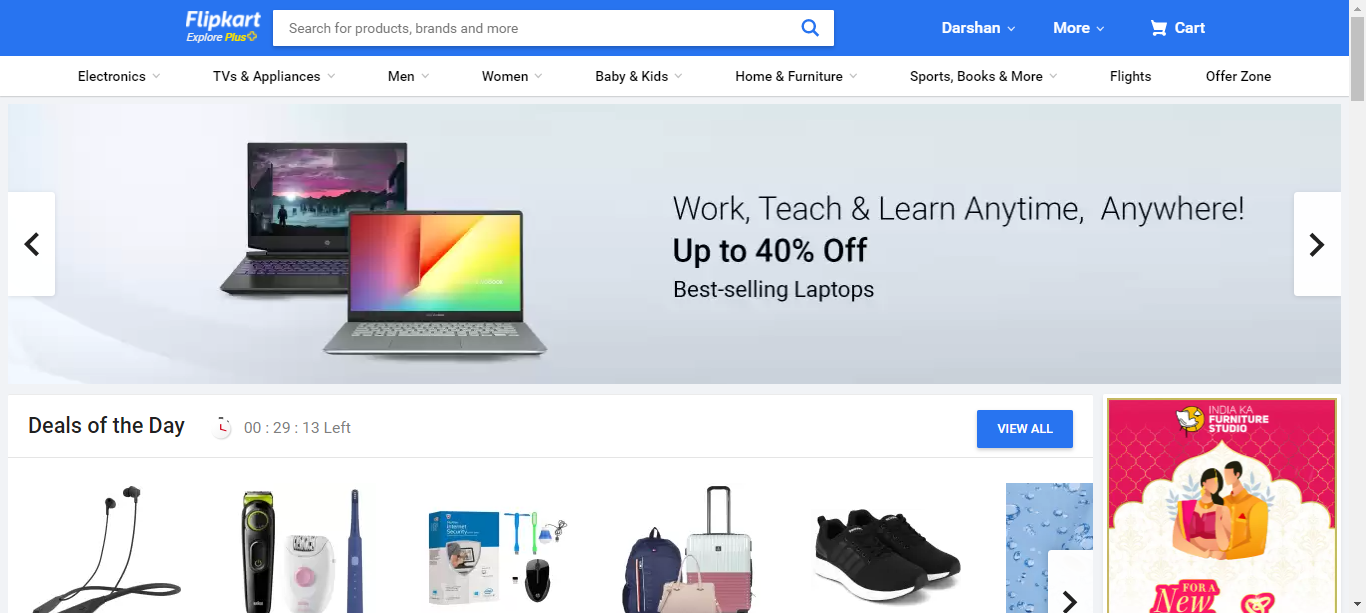 Flipkart
Explore Plus
Search for products, brands and more
Darshan
More
Cart
Electronics
TVs & Appliances
Men
Women
Baby & Kids
Home & Furniture
Sports, Books & More
Flights
Offer Zone
Work, Teach & Learn Anytime, Anywhere!
Up to 40% Off
Best-selling Laptops
Deals of the Day
00 : 29 : 13 Left
VIEW ALL
INDIA KA
FURNITURE
STUDIO
Internet
Security
FOR A
New